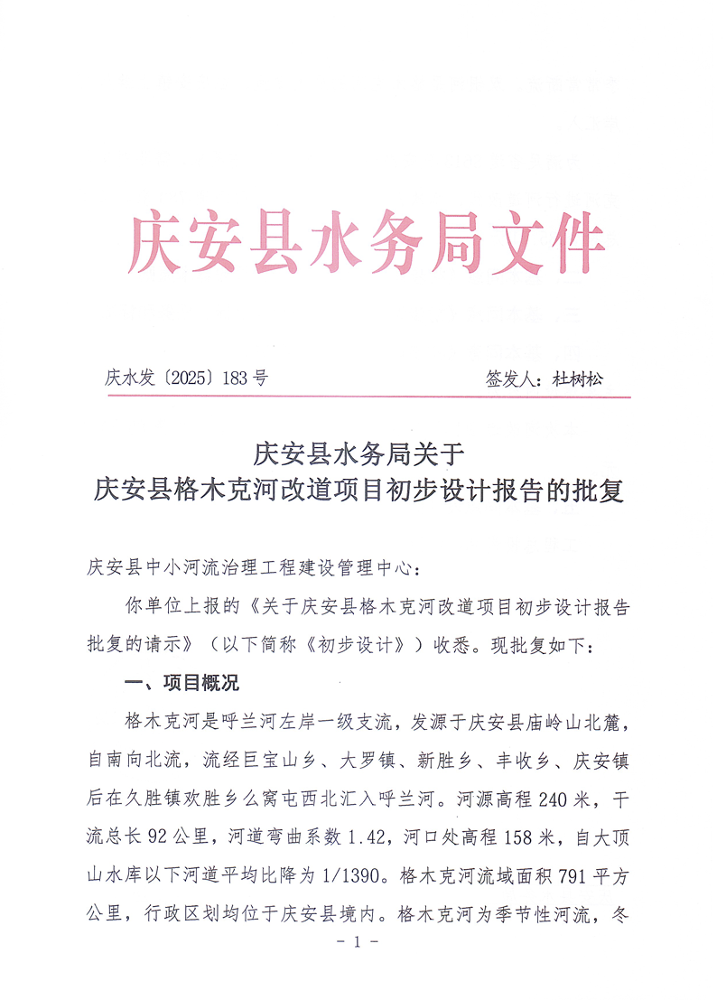 庆安县水务局文件
庆水发〔2025〕183号 签发人：杜树松
庆安县水务局关于
庆安县格木克河改道项目初步设计报告的批复
庆安县中小河流治理工程建设管理中心：
你单位上报的《关于庆安县格木克河改道项目初步设计报告
批复的请示》（以下简称《初步设计》）收悉。现批复如下：
一、项目概况
格木克河是呼兰河左岸一级支流，发源于庆安县庙岭山北麓，
自南向北流，流经巨宝山乡、大罗镇、新胜乡、丰收乡、庆安镇
后在久胜镇欢胜乡么窝屯西北汇入呼兰河。河源高程240米，干
流总长92公里，河道弯曲系数1.42，河口处高程158米，自大顶
山水库以下河道平均比降为1/1390。格木克河流域面积791平方
公里，行政区划均位于庆安县境内。格木克河为季节性河流，冬
- 1 -